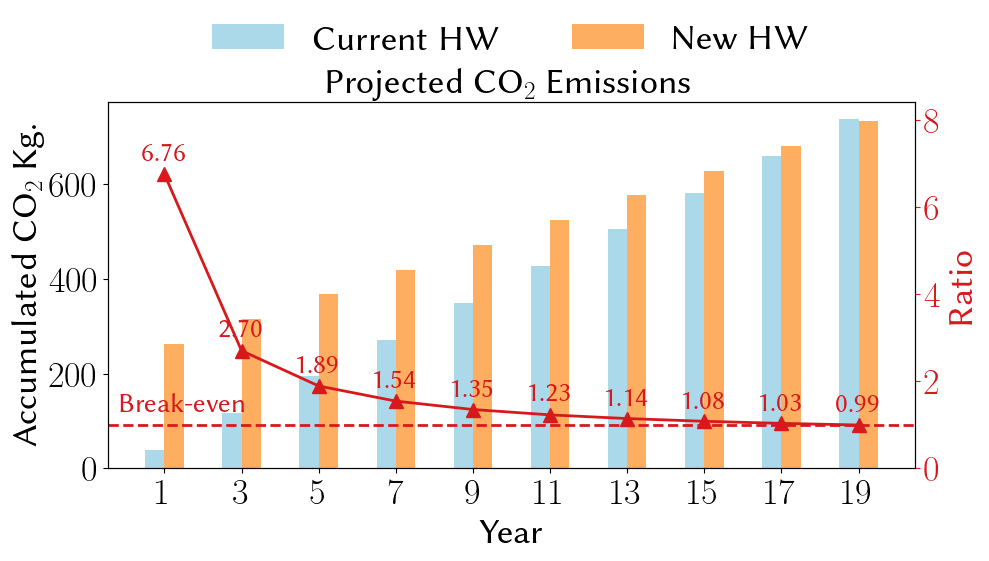 Current HW New HW
Projected CO₂ Emissions
Accumulated CO₂ Kg.
600
400
200
0
8
6
4
2
0
Ratio
6.76
2.70
1.89
1.54
1.35
1.23
1.14
1.08
1.03
0.99
Break-even
1 3 5 7 9 11 13 15 17 19
Year